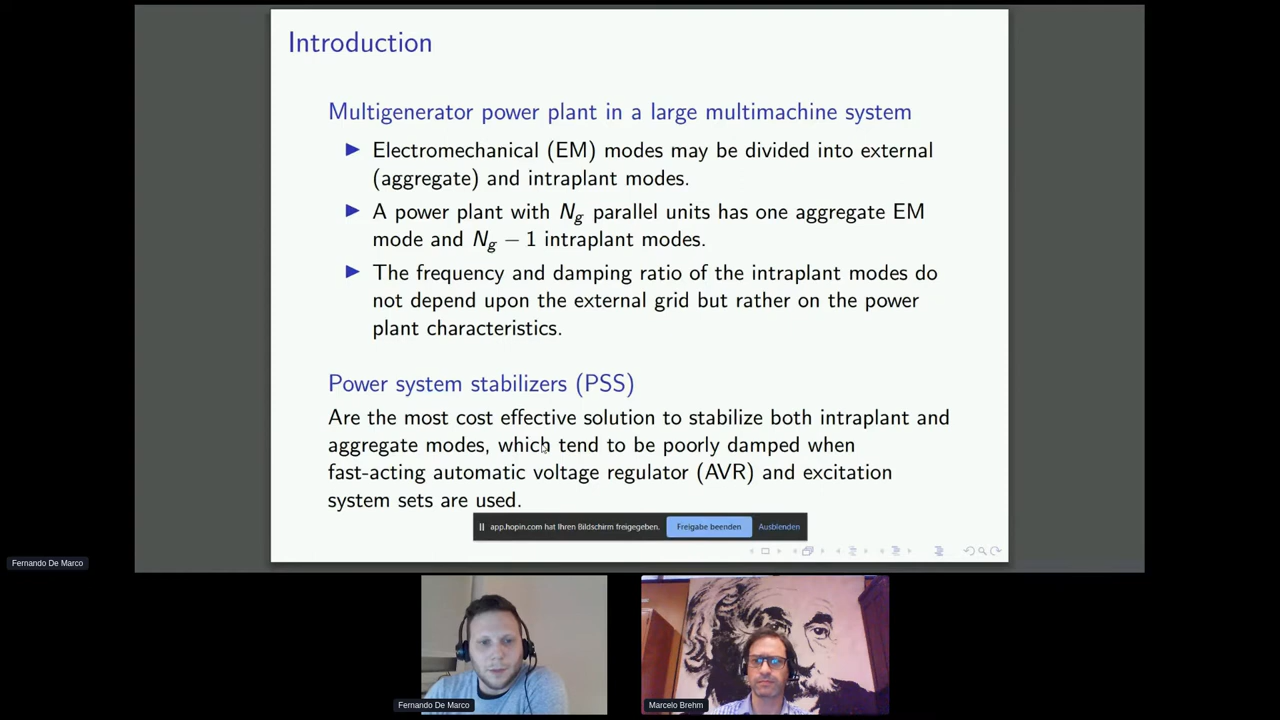 Introduction
Multigenerator power plant in a large multimachine system
Electromechanical (EM) modes may be divided into external
(aggregate) and intraplant modes.
A power plant with Ng parallel units has one aggregate EM
mode and Ng − 1 intraplant modes.
The frequency and damping ratio of the intraplant modes do
not depend upon the external grid but rather on the power
plant characteristics.
Power system stabilizers (PSS)
Are the most cost effective solution to stabilize both intraplant and
aggregate modes, which tend to be poorly damped when
fast-acting automatic voltage regulator (AVR) and excitation
system sets are used.
app.hopin.com hat Ihren Bildschirm freigegeben. Freigabe beenden Ausblenden
Fernando De Marco
Fernando De Marco
Marcelo Brehm